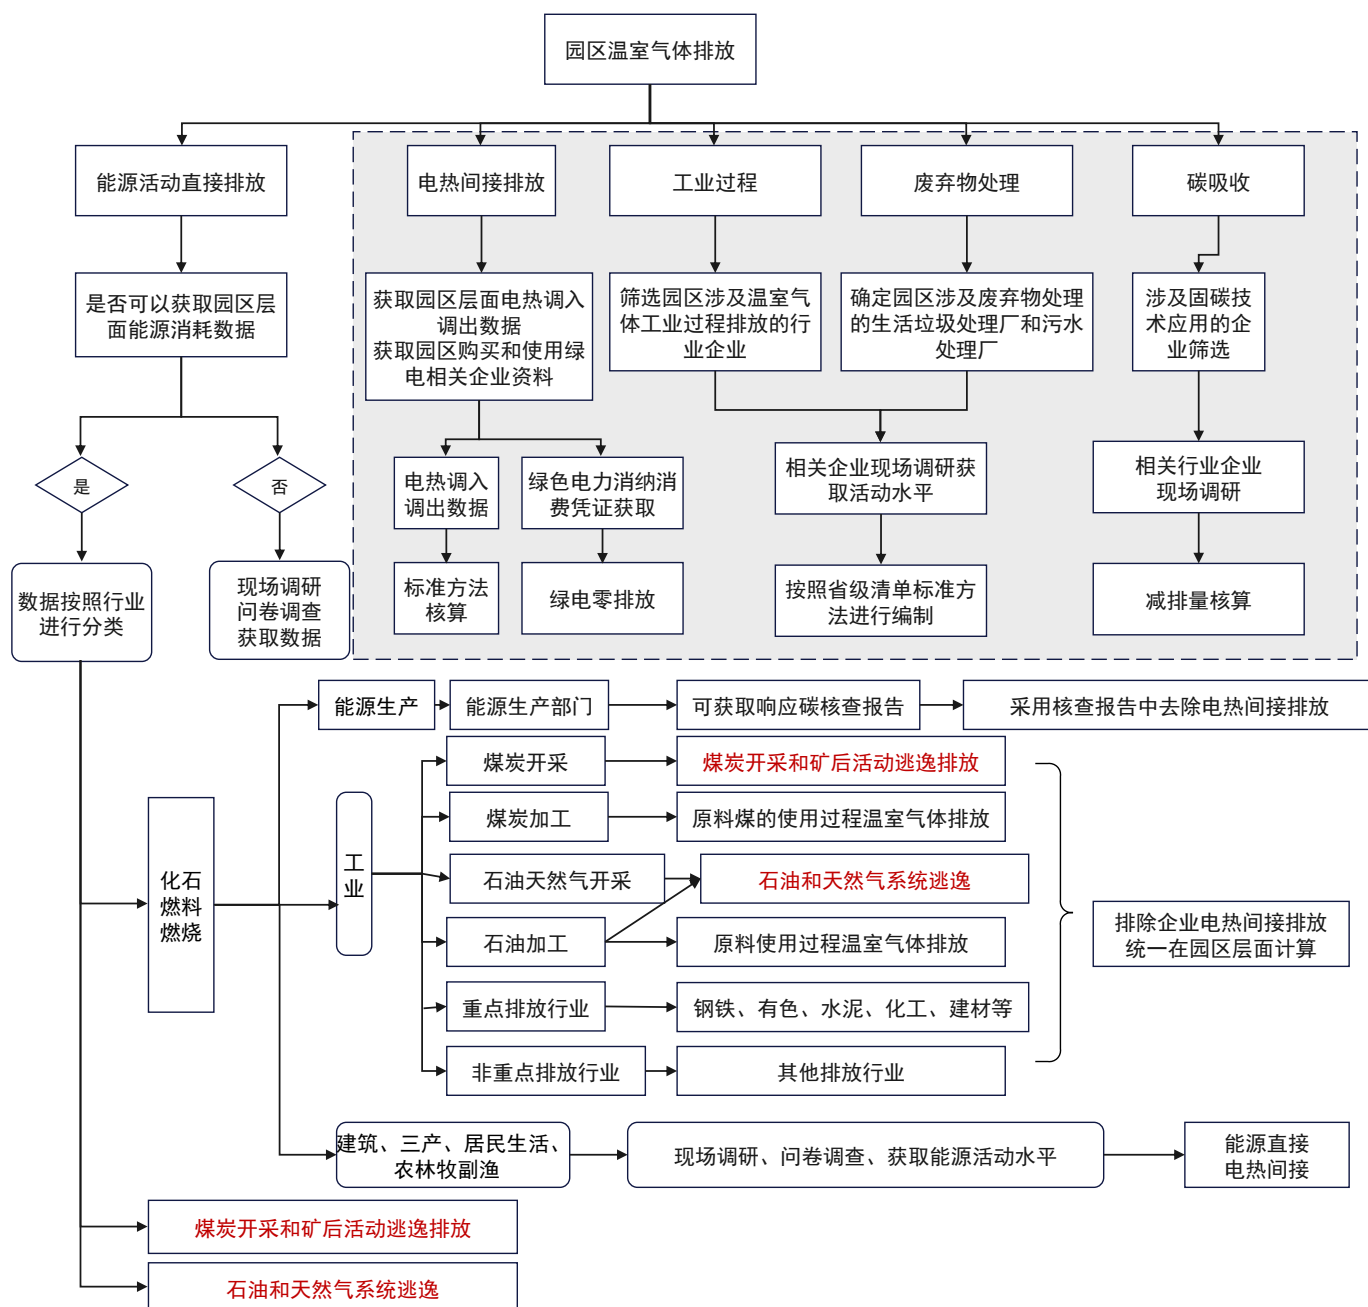 园区温室气体排放
能源活动直接排放
电热间接排放
工业过程
废弃物处理
碳吸收
是否可以获取园区层
面能源消耗数据
获取园区层面电热调入
调出数据
获取园区购买和使用绿
电相关企业资料
筛选园区涉及温室气
体工业过程排放的行
业企业
确定园区涉及废弃物处理
的生活垃圾处理厂和污水
处理厂
涉及固碳技
术应用的企
业筛选
是
否
电热调入
调出数据
绿色电力消纳消
费凭证获取
相关企业现场调研获
取活动水平
相关行业企业
现场调研
数据按照行业
进行分类
现场调研
问卷调查
获取数据
标准方法
核算
绿电零排放
按照省级清单标准方
法进行编制
减排量核算
能源生产
能源生产部门
可获取响应碳核查报告
采用核查报告中去除电热间接排放
煤炭开采
煤炭开采和矿后活动逃逸排放
煤炭加工
原料煤的使用过程温室气体排放
化石
燃料
燃烧
工
业
石油天然气开采
石油和天然气系统逃逸
石油加工
原料使用过程温室气体排放
排除企业电热间接排放
统一在园区层面计算
重点排放行业
钢铁、有色、水泥、化工、建材等
非重点排放行业
其他排放行业
建筑、三产、居民生活、
农林牧副渔
现场调研、问卷调查、获取能源活动水平
能源直接
电热间接
煤炭开采和矿后活动逃逸排放
石油和天然气系统逃逸